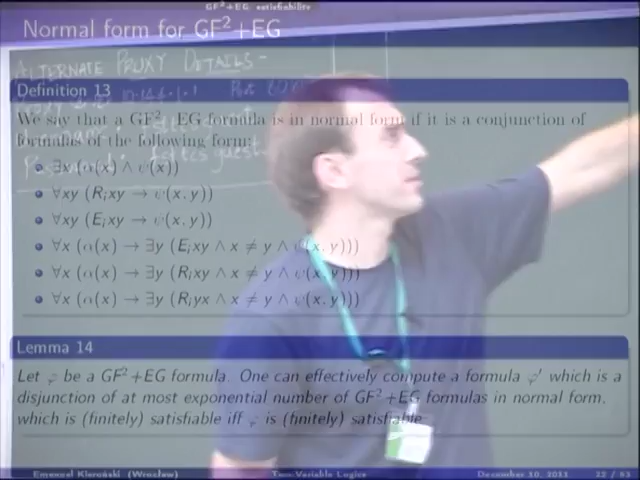 GF²+EG satisfiability
Normal form for GF²+EG
ALTERNATE PROXY DETAILS -
Definition 13
We say that a GF²+EG formula is in normal form if it is a conjunction of
formulas of the following form:
∃x (α(x) ∧ ψ(x))
∀xy (Rᵢxy → ψ(x, y))
∀xy (Eᵢxy → ψ(x, y))
∀x (α(x) → ∃y (Eᵢxy ∧ x ≠ y ∧ ψ(x, y)))
∀x (α(x) → ∃y (Rᵢxy ∧ x ≠ y ∧ ψ(x, y)))
∀x (α(x) → ∃y (Rᵢyx ∧ x ≠ y ∧ ψ(x, y)))
Lemma 14
Let φ be a GF²+EG formula. One can effectively compute a formula φ′ which is a
disjunction of at most exponential number of GF²+EG formulas in normal form,
which is (finitely) satisfiable iff φ is (finitely) satisfiable
Emanuel Kieroński (Wrocław) Two-Variable Logics December 10, 2011 22 / 53